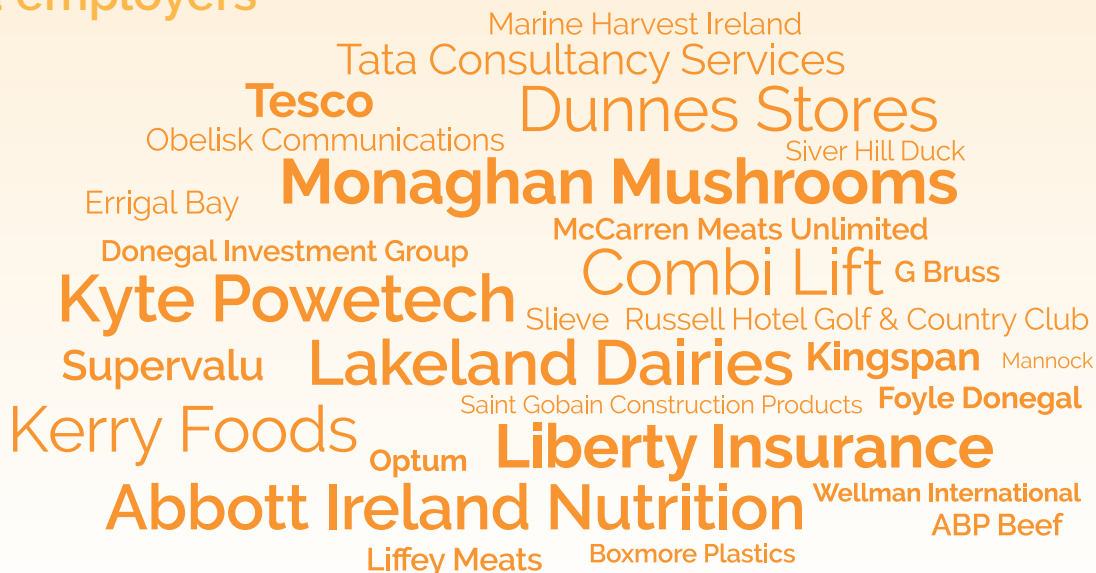 employers
Marine Harvest Ireland
Tata Consultancy Services
Tesco
Dunnes Stores
Obelisk Communications
Siver Hill Duck
Monaghan Mushrooms
Errigal Bay
McCarren Meats Unlimited
Donegal Investment Group
Combi Lift
G Bruss
Kyte Powetech
Slieve Russell Hotel Golf & Country Club
Supervalu
Lakeland Dairies
Kingspan
Mannock
Saint Gobain Construction Products
Foyle Donegal
Kerry Foods
Optum
Liberty Insurance
Abbott Ireland Nutrition
Wellman International
ABP Beef
Liffey Meats
Boxmore Plastics